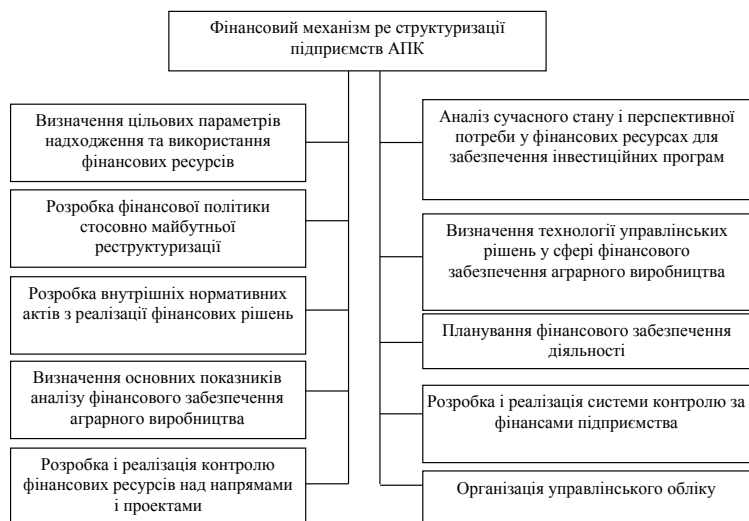 Фінансовий механізм ре структуризації
підприємств АПК
Визначення цільових параметрів
надходження та використання
фінансових ресурсів
Розробка фінансової політики
стосовно майбутньої
реструктуризації
Розробка внутрішніх нормативних
актів з реалізації фінансових рішень
Визначення основних показників
аналізу фінансового забезпечення
аграрного виробництва
Розробка і реалізація контролю
фінансових ресурсів над напрямами
і проектами
Аналіз сучасного стану і перспективної
потреби у фінансових ресурсах для
забезпечення інвестиційних програм
Визначення технології управлінських
рішень у сфері фінансового
забезпечення аграрного виробництва
Планування фінансового забезпечення
діяльності
Розробка і реалізація системи контролю за
фінансами підприємства
Організація управлінського обліку